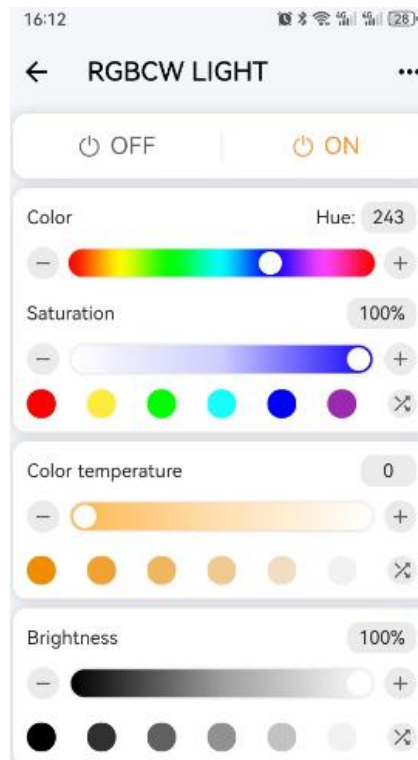 16:12 28
RGBCW LIGHT
OFF ON
Color Hue: 243
Saturation 100%
Color temperature 0
Brightness 100%